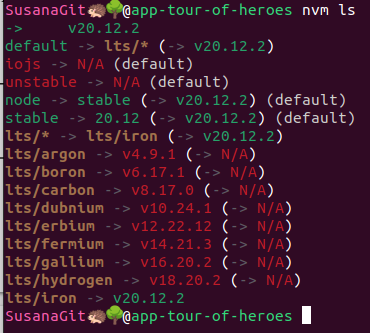 SusanaGit🦔🌳@app-tour-of-heroes nvm ls
->     v20.12.2
default -> lts/* (-> v20.12.2)
iojs -> N/A (default)
unstable -> N/A (default)
node -> stable (-> v20.12.2) (default)
stable -> 20.12 (-> v20.12.2) (default)
lts/* -> lts/iron (-> v20.12.2)
lts/argon -> v4.9.1 (-> N/A)
lts/boron -> v6.17.1 (-> N/A)
lts/carbon -> v8.17.0 (-> N/A)
lts/dubnium -> v10.24.1 (-> N/A)
lts/erbium -> v12.22.12 (-> N/A)
lts/fermium -> v14.21.3 (-> N/A)
lts/gallium -> v16.20.2 (-> N/A)
lts/hydrogen -> v18.20.2 (-> N/A)
lts/iron -> v20.12.2
SusanaGit🦔🌳@app-tour-of-heroes